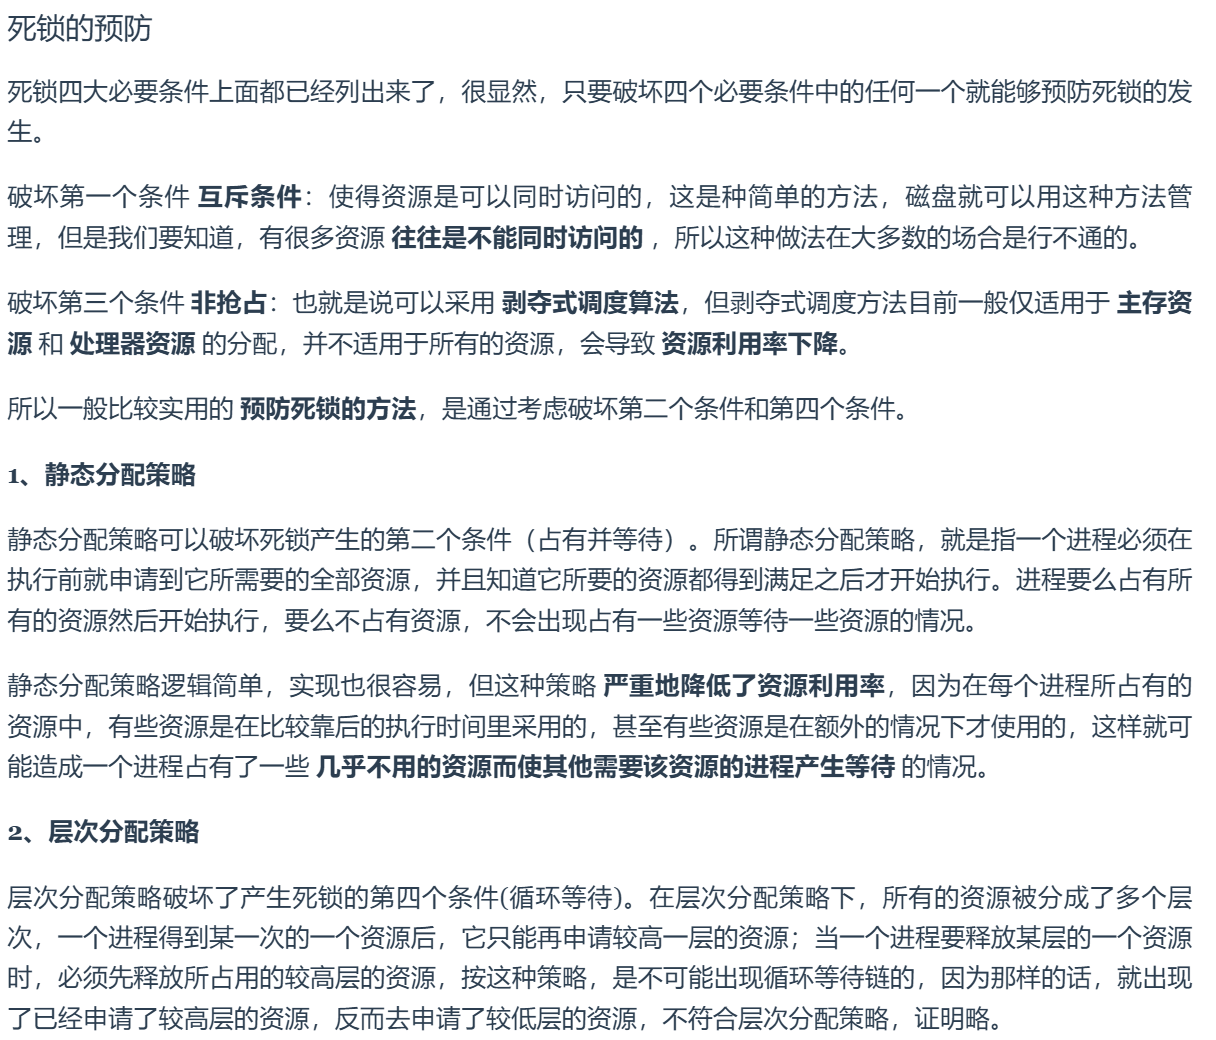 死锁的预防
死锁四大必要条件上面都已经列出来了，很显然，只要破坏四个必要条件中的任何一个就能够预防死锁的发
生。
破坏第一个条件 互斥条件：使得资源是可以同时访问的，这是种简单的方法，磁盘就可以用这种方法管
理，但是我们要知道，有很多资源 往往是不能同时访问的 ，所以这种做法在大多数的场合是行不通的。
破坏第三个条件 非抢占：也就是说可以采用 剥夺式调度算法，但剥夺式调度方法目前一般仅适用于 主存资
源 和 处理器资源 的分配，并不适用于所有的资源，会导致 资源利用率下降。
所以一般比较实用的 预防死锁的方法，是通过考虑破坏第二个条件和第四个条件。
1、静态分配策略
静态分配策略可以破坏死锁产生的第二个条件（占有并等待）。所谓静态分配策略，就是指一个进程必须在
执行前就申请到它所需要的全部资源，并且知道它所要的资源都得到满足之后才开始执行。进程要么占有所
有的资源然后开始执行，要么不占有资源，不会出现占有一些资源等待一些资源的情况。
静态分配策略逻辑简单，实现也很容易，但这种策略 严重地降低了资源利用率，因为在每个进程所占有的
资源中，有些资源是在比较靠后的执行时间里采用的，甚至有些资源是在额外的情况下才使用的，这样就可
能造成一个进程占有了一些 几乎不用的资源而使其他需要该资源的进程产生等待 的情况。
2、层次分配策略
层次分配策略破坏了产生死锁的第四个条件(循环等待)。在层次分配策略下，所有的资源被分成了多个层
次，一个进程得到某一次的一个资源后，它只能再申请较高一层的资源；当一个进程要释放某层的一个资源
时，必须先释放所占用的较高层的资源，按这种策略，是不可能出现循环等待链的，因为那样的话，就出现
了已经申请了较高层的资源，反而去申请了较低层的资源，不符合层次分配策略，证明略。